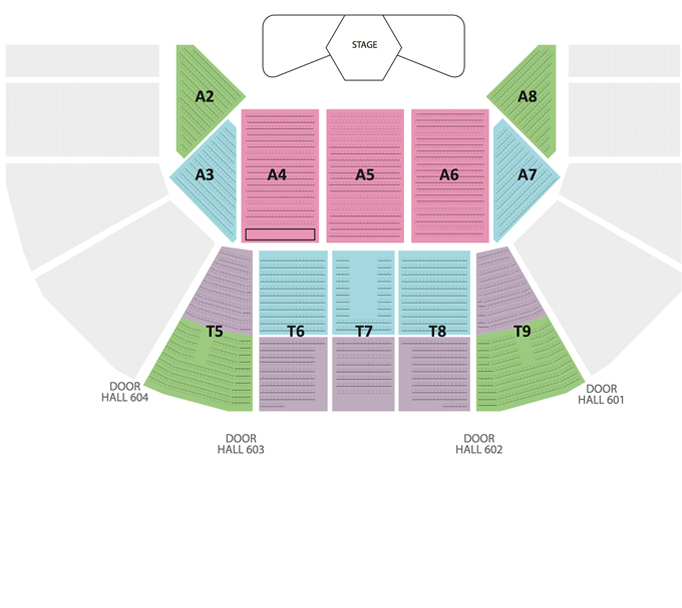 STAGE
A2
A8
A3
A4
A5
A6
A7
T5
T6
T7
T8
T9
DOOR
HALL 604
DOOR
HALL 601
DOOR
HALL 603
DOOR
HALL 602